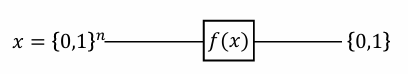 x = {0,1}ⁿ f(x) {0,1}